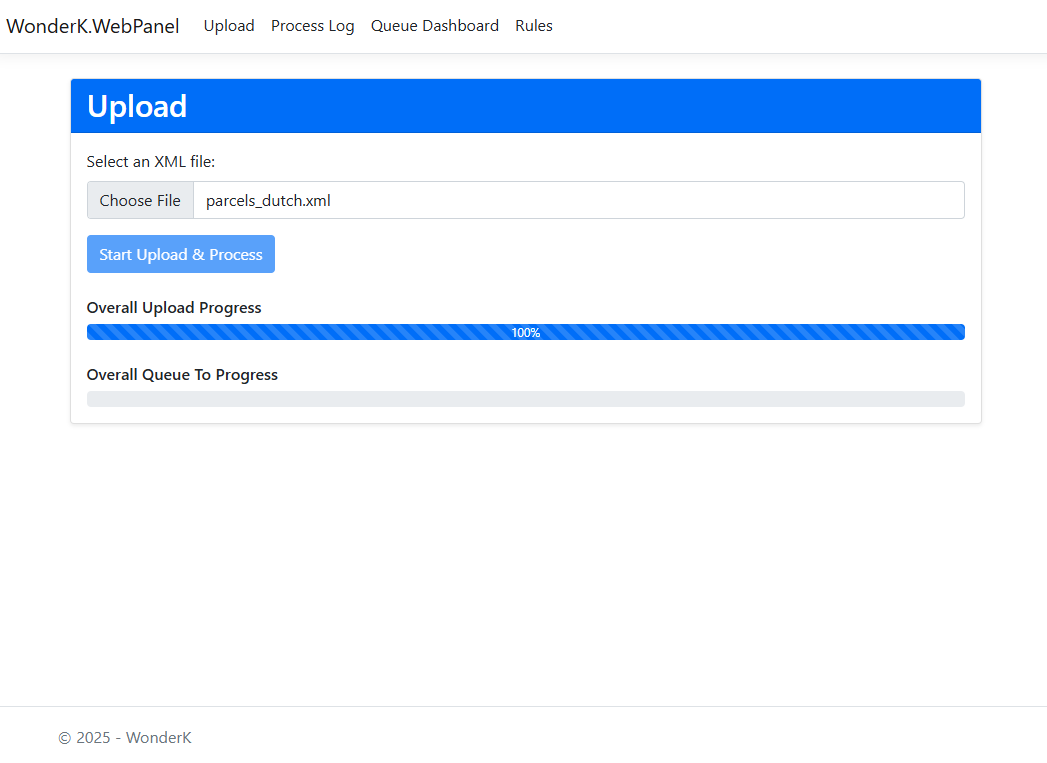 WonderK.WebPanel Upload Process Log Queue Dashboard Rules
Upload
Select an XML file:
Choose File parcels_dutch.xml
Start Upload & Process
Overall Upload Progress
100%
Overall Queue To Progress
© 2025 - WonderK